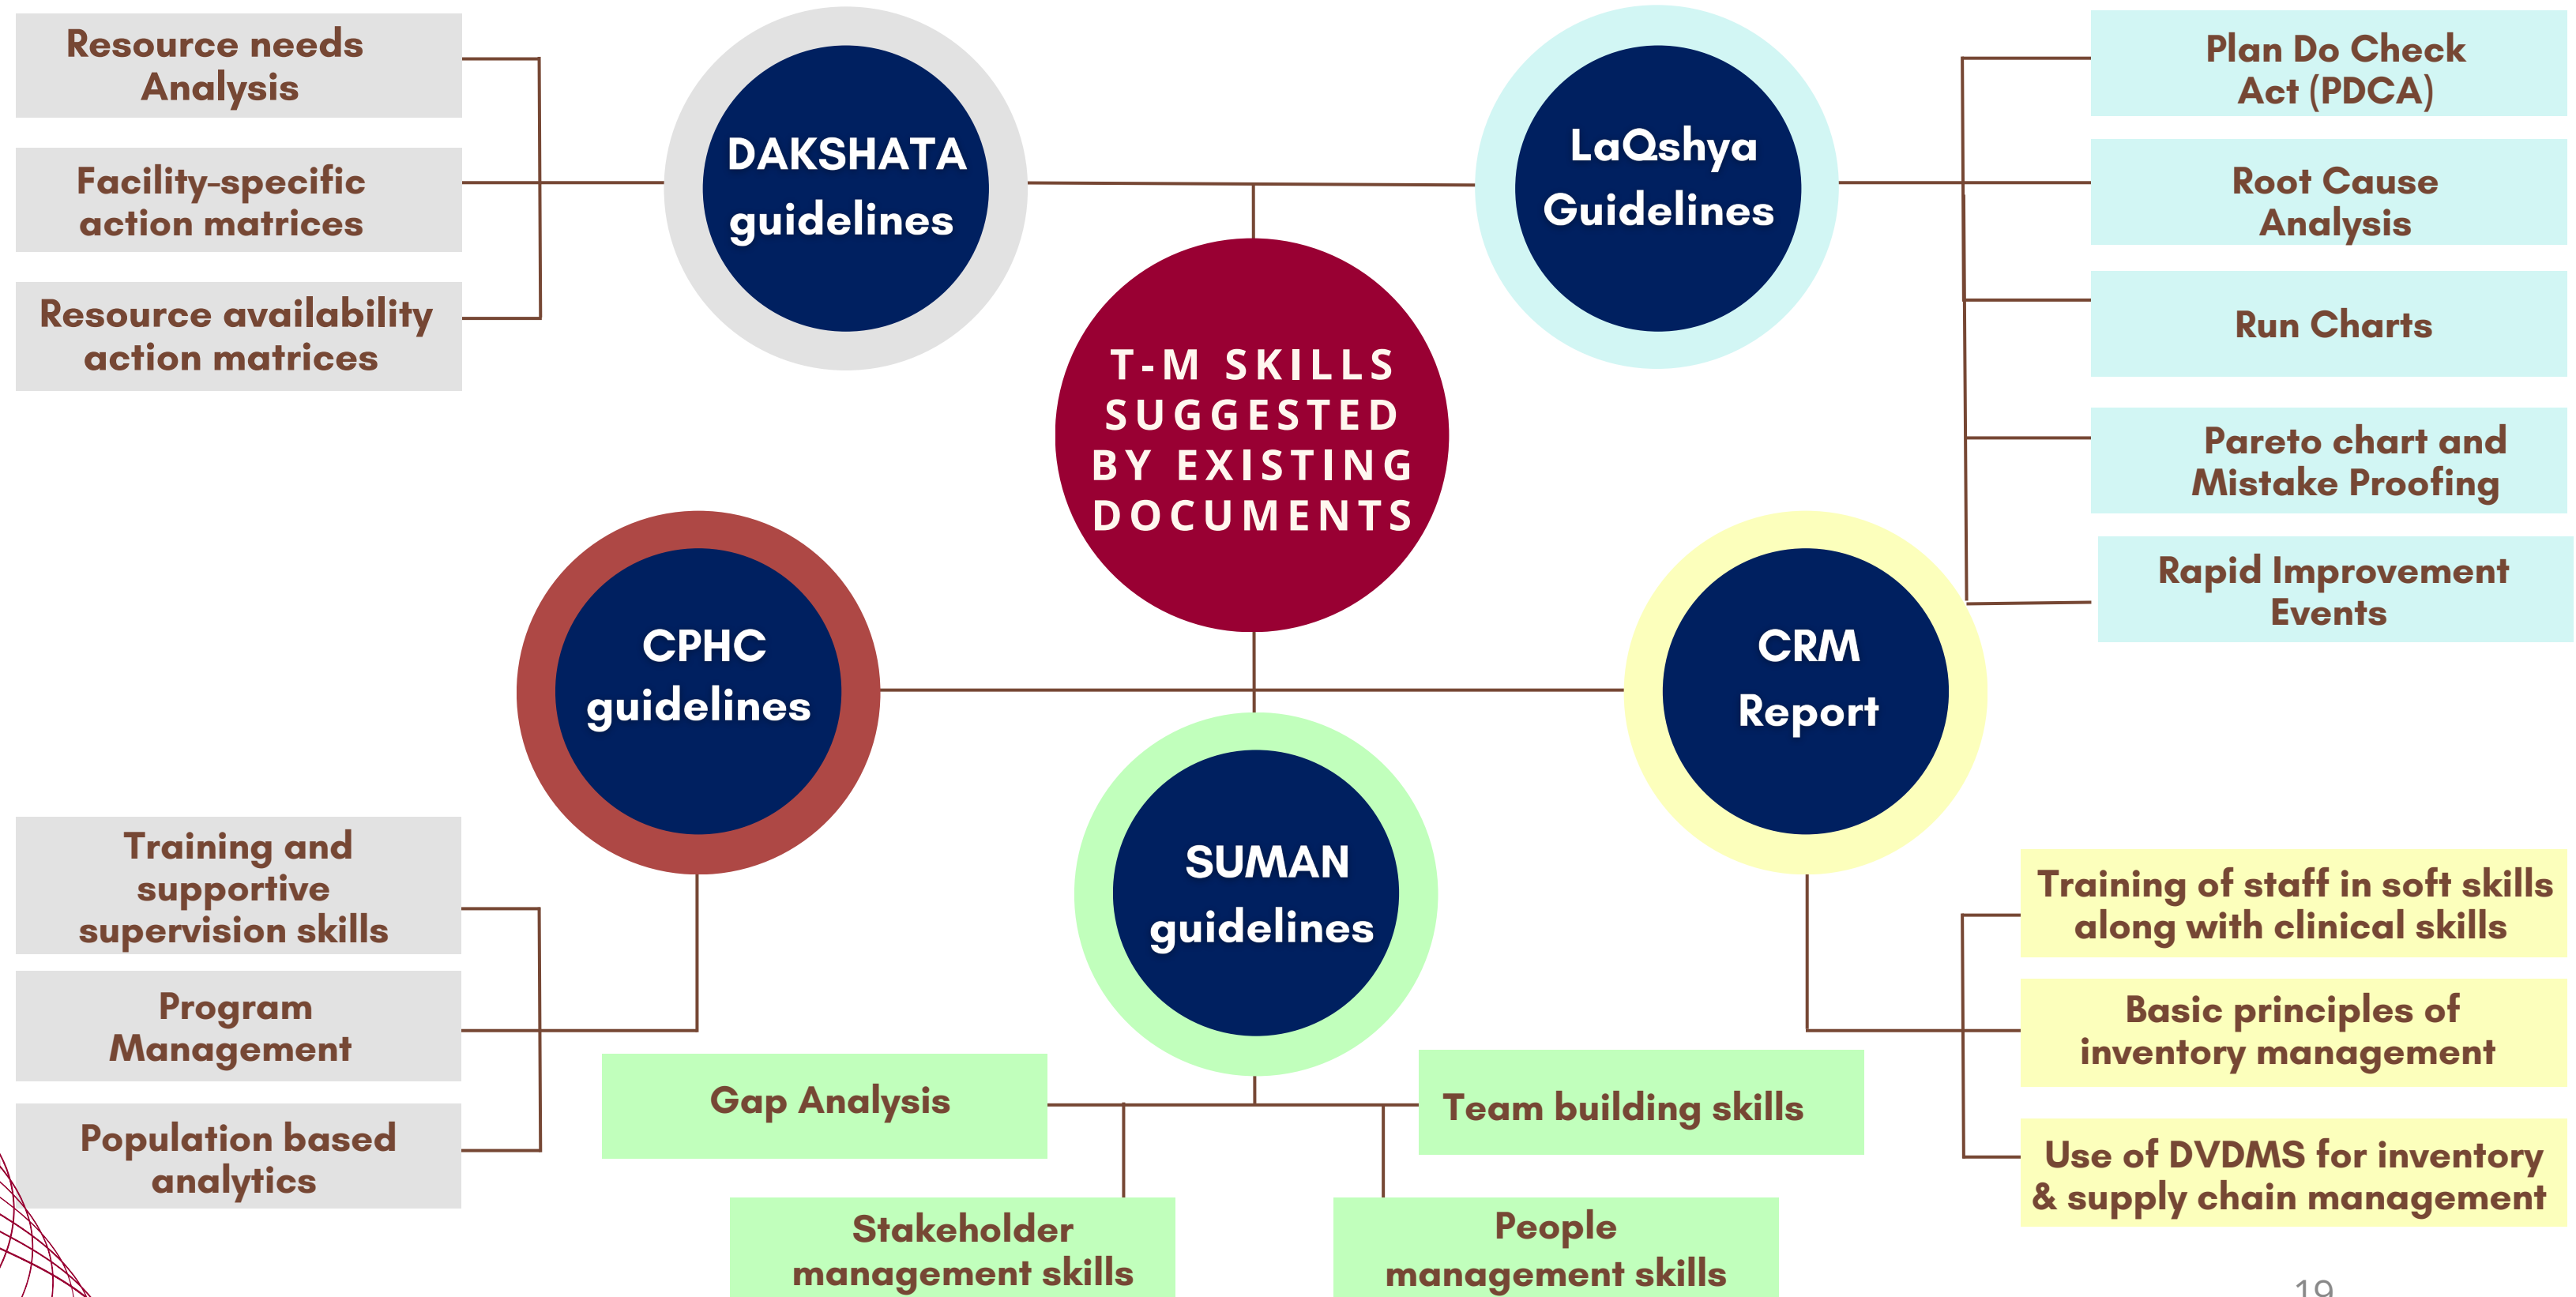 Resource needs
Analysis
Facility-specific
action matrices
Resource availability
action matrices
DAKSHATA
guidelines
LaQshya
Guidelines
Plan Do Check
Act (PDCA)
Root Cause
Analysis
Run Charts
Pareto chart and
Mistake Proofing
Rapid Improvement
Events
T-M SKILLS
SUGGESTED
BY EXISTING
DOCUMENTS
CPHC
guidelines
CRM
Report
SUMAN
guidelines
Training and
supportive
supervision skills
Program
Management
Population based
analytics
Gap Analysis
Team building skills
Stakeholder
management skills
People
management skills
Training of staff in soft skills
along with clinical skills
Basic principles of
inventory management
Use of DVDMS for inventory
& supply chain management
19